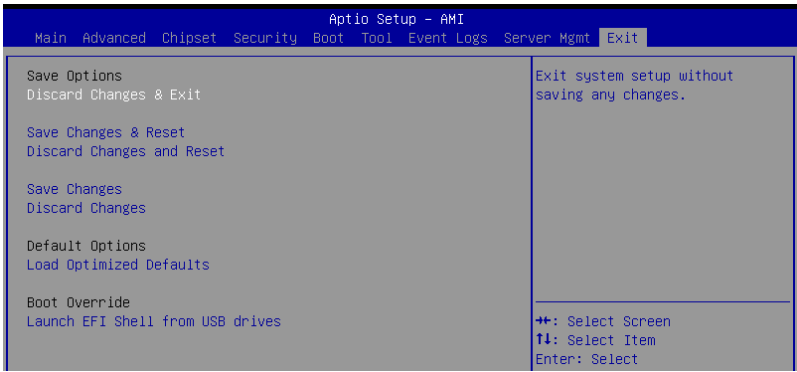 Aptio Setup – AMI
Main Advanced Chipset Security Boot Tool Event Logs Server Mgmt Exit
Save Options
Discard Changes & Exit
Save Changes & Reset
Discard Changes and Reset
Save Changes
Discard Changes
Default Options
Load Optimized Defaults
Boot Override
Launch EFI Shell from USB drives
Exit system setup without
saving any changes.
→←: Select Screen
↑↓: Select Item
Enter: Select